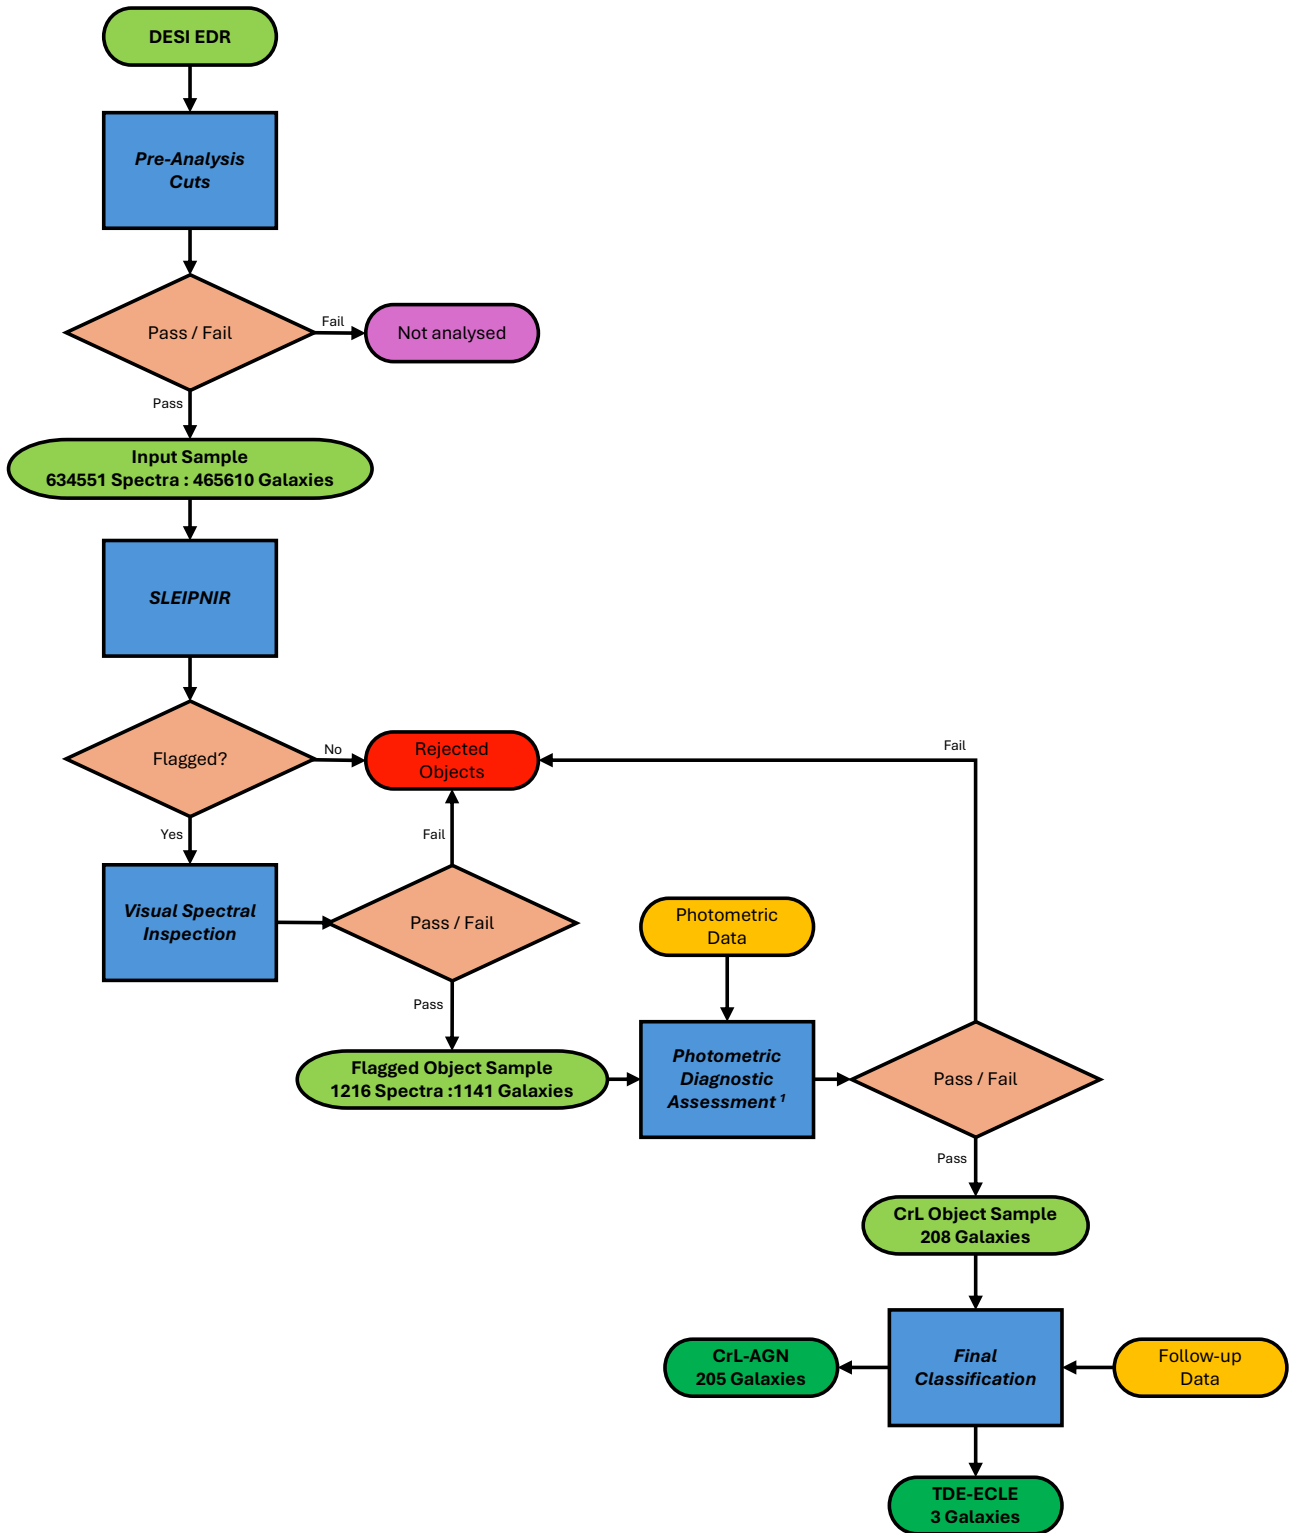 DESI EDR
Pre-Analysis
Cuts
Pass / Fail
Fail
Not analysed
Pass
Input Sample
634551 Spectra : 465610 Galaxies
SLEIPNIR
Flagged?
No
Rejected
Objects
Fail
Yes
Fail
Visual Spectral
Inspection
Pass / Fail
Photometric
Data
Pass
Flagged Object Sample
1216 Spectra :1141 Galaxies
Photometric
Diagnostic
Assessment ¹
Pass / Fail
Pass
CrL Object Sample
208 Galaxies
CrL-AGN
205 Galaxies
Final
Classification
Follow-up
Data
TDE-ECLE
3 Galaxies